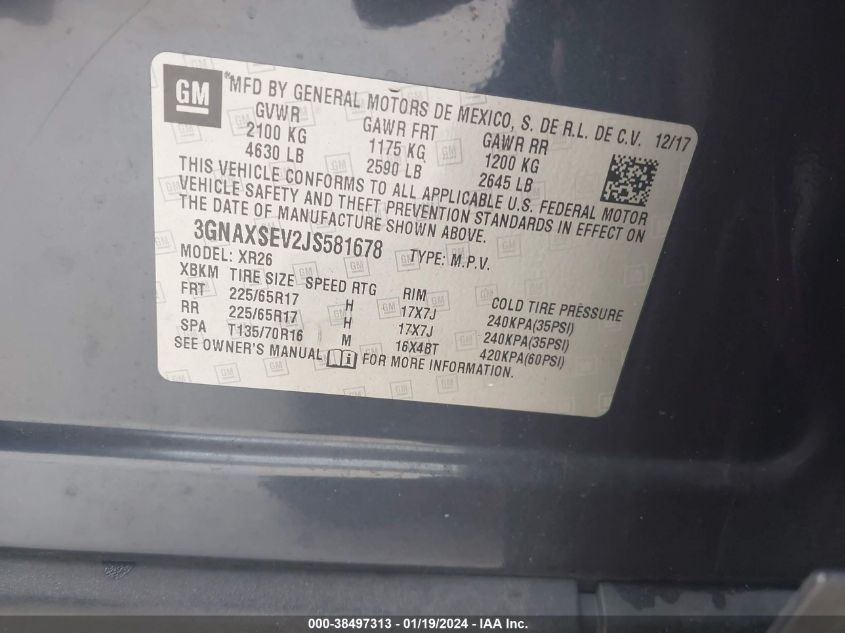 GM *MFD BY GENERAL MOTORS DE MEXICO, S. DE R.L. DE C.V. 12/17
GVWR GAWR FRT GAWR RR
2100 KG 1175 KG 1200 KG
4630 LB 2590 LB 2645 LB
THIS VEHICLE CONFORMS TO ALL APPLICABLE U.S. FEDERAL MOTOR
VEHICLE SAFETY AND THEFT PREVENTION STANDARDS IN EFFECT ON
THE DATE OF MANUFACTURE SHOWN ABOVE.
3GNAXSEV2JS581678 TYPE: M.P.V.
MODEL: XR26
XBKM TIRE SIZE SPEED RTG RIM COLD TIRE PRESSURE
FRT 225/65R17 H 17X7J 240KPA(35PSI)
RR 225/65R17 H 17X7J 240KPA(35PSI)
SPA T135/70R16 M 16X4BT 420KPA(60PSI)
SEE OWNER'S MANUAL FOR MORE INFORMATION.
000-38497313 - 01/19/2024 - IAA Inc.